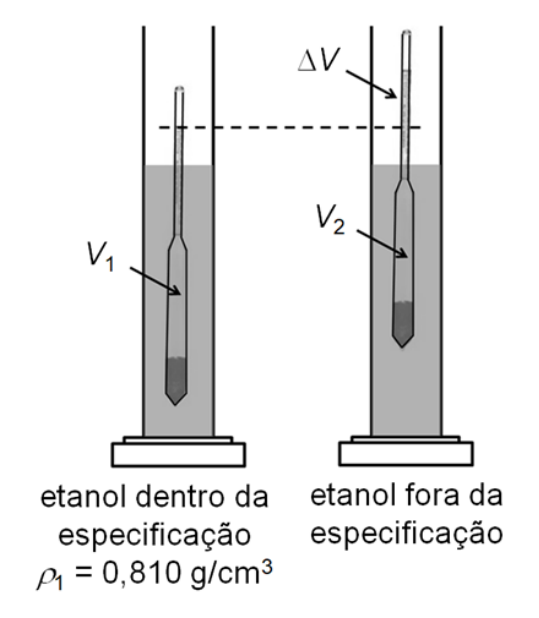 ΔV
V₂
V₁
etanol dentro da
especificação
ρ₁ = 0,810 g/cm³
etanol fora da
especificação